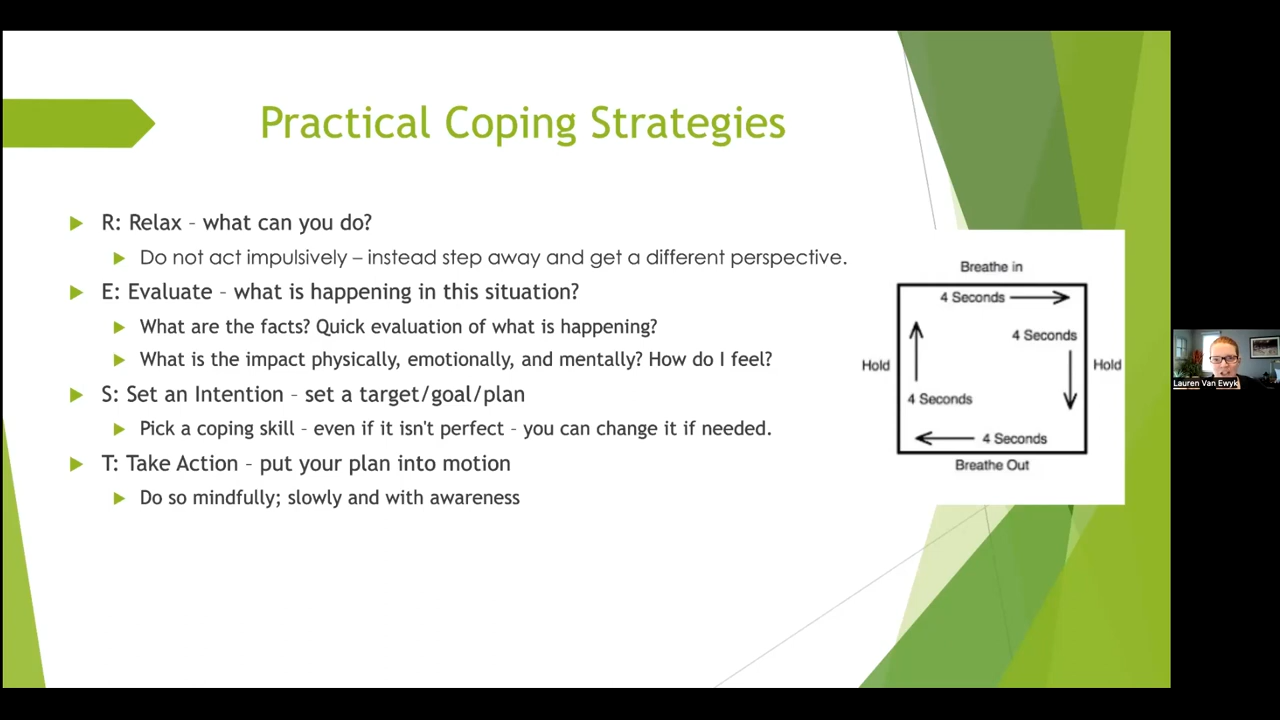 Practical Coping Strategies
R: Relax – what can you do?
Do not act impulsively – instead step away and get a different perspective.
E: Evaluate – what is happening in this situation?
What are the facts? Quick evaluation of what is happening?
What is the impact physically, emotionally, and mentally? How do I feel?
S: Set an Intention – set a target/goal/plan
Pick a coping skill – even if it isn't perfect – you can change it if needed.
T: Take Action – put your plan into motion
Do so mindfully; slowly and with awareness
Breathe in
4 Seconds
4 Seconds
Hold
Hold
4 Seconds
4 Seconds
Breathe Out
Lauren Van Ewyk